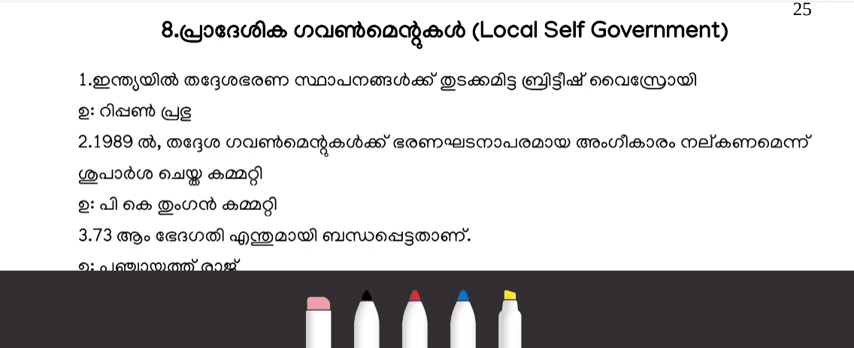 25
8.പ്രാദേശിക ഗവൺമെന്റുകൾ (Local Self Government)
1.ഇന്ത്യയിൽ തദ്ദേശഭരണ സ്ഥാപനങ്ങൾക്ക് തുടക്കമിട്ട ബ്രിട്ടീഷ് വൈസ്രോയി
ഉ: റിപ്പൺ പ്രഭു
2.1989 ൽ, തദ്ദേശ ഗവൺമെന്റുകൾക്ക് ഭരണഘടനാപരമായ അംഗീകാരം നല്കണമെന്ന്
ശുപാർശ ചെയ്ത കമ്മറ്റി
ഉ: പി കെ തുംഗൻ കമ്മറ്റി
3.73 ആം ഭേദഗതി എന്തുമായി ബന്ധപ്പെട്ടതാണ്.
ഉ: പഞ്ചായത്ത് രാജ്